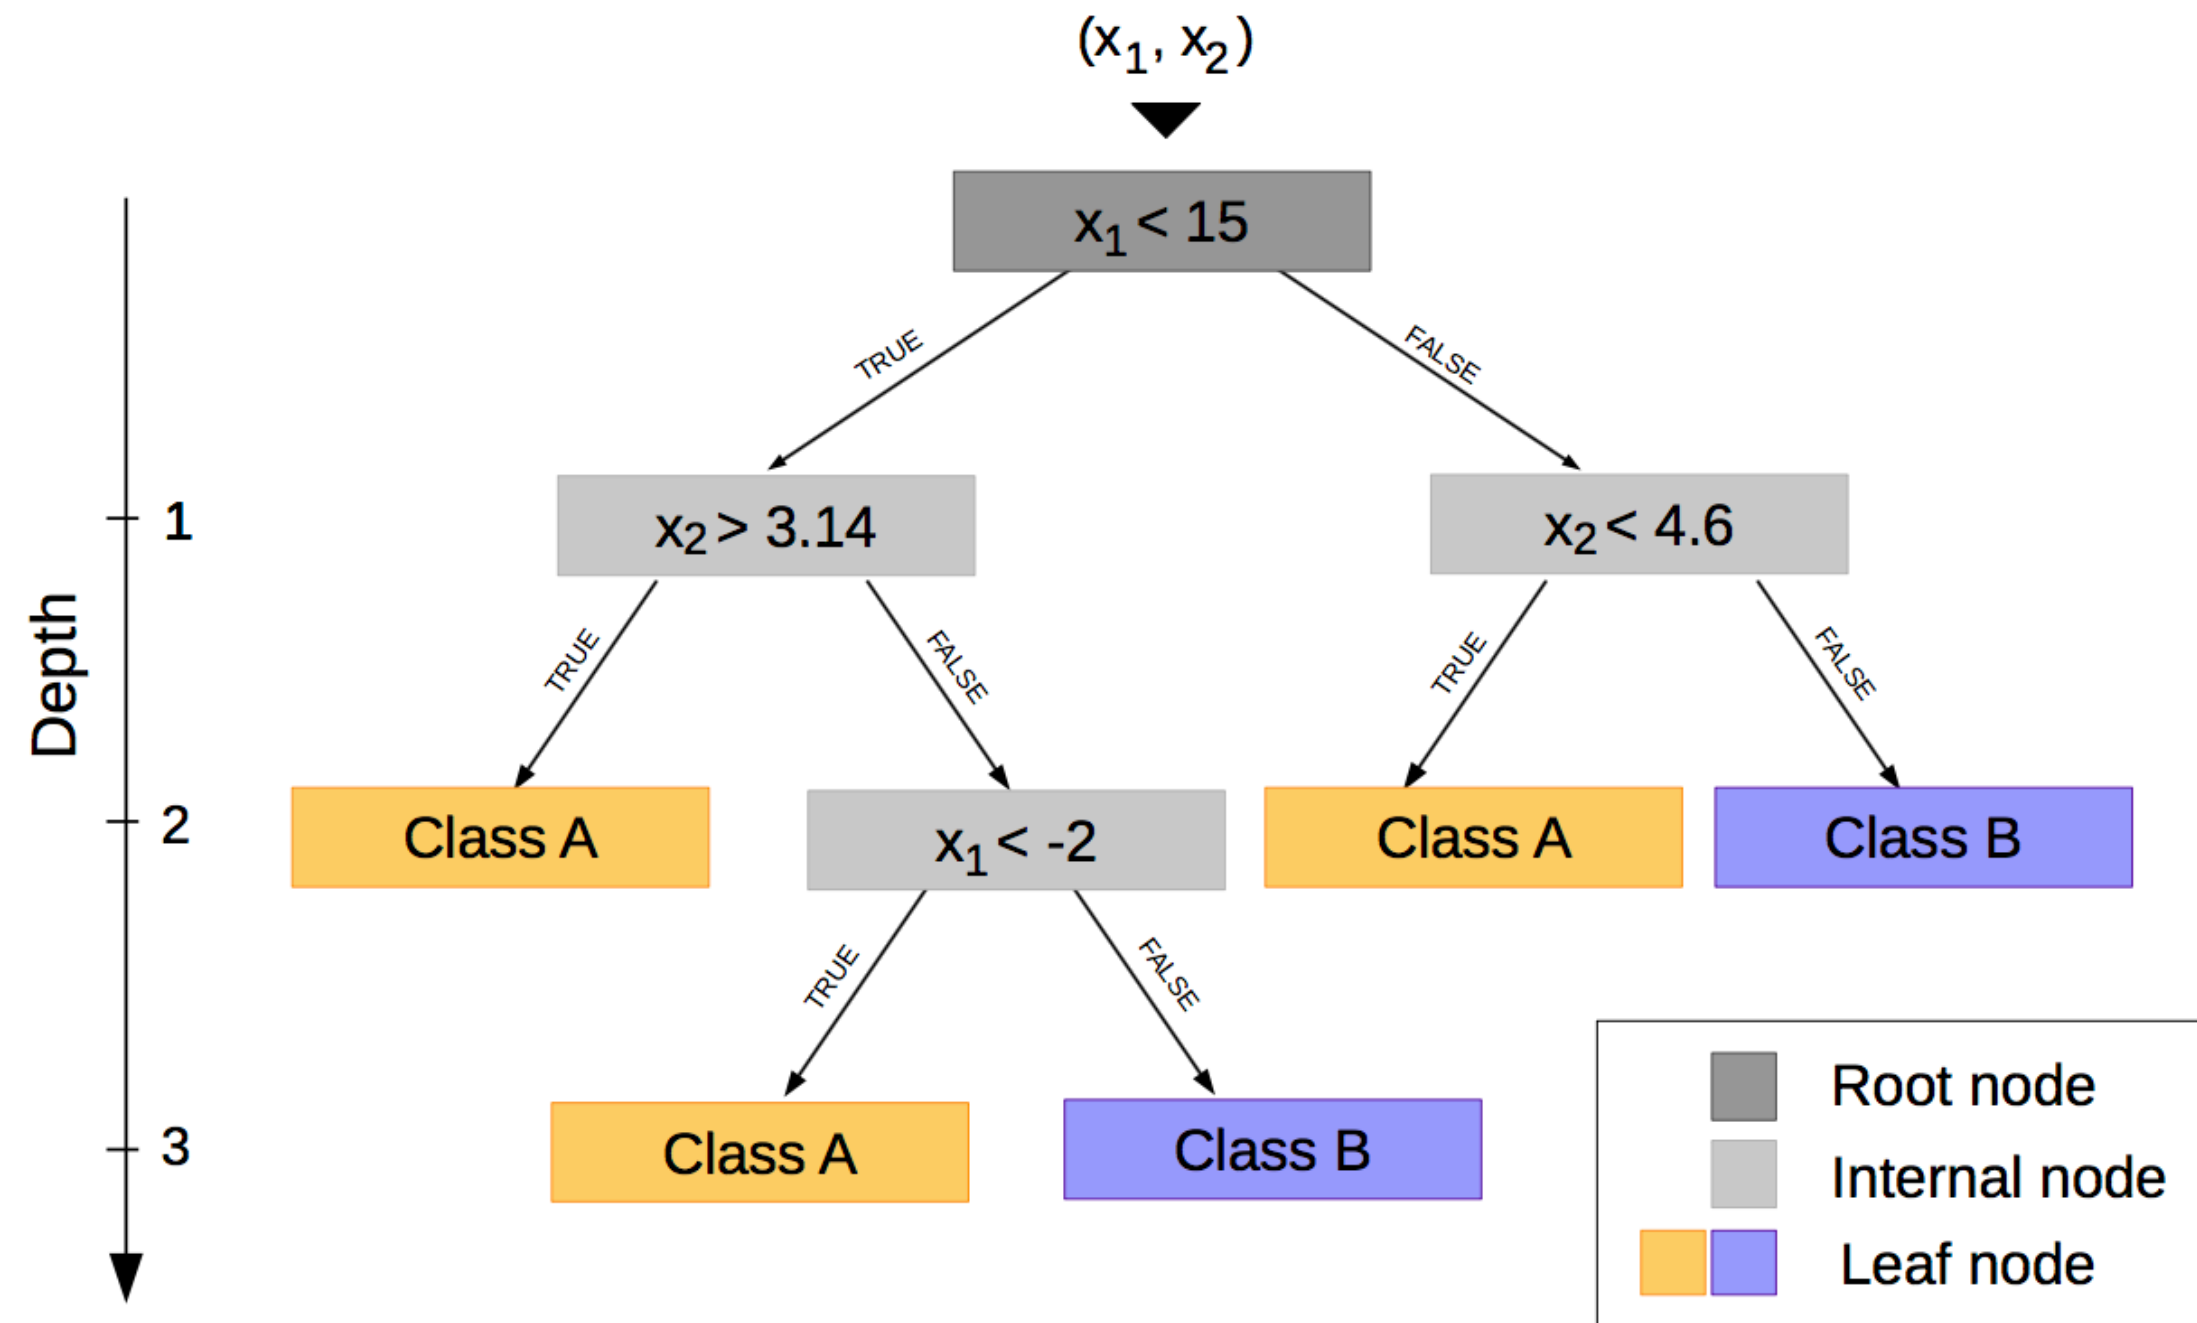 (x₁, x₂)
x₁ < 15
TRUE
FALSE
x₂ > 3.14
x₂ < 4.6
1
TRUE
FALSE
TRUE
FALSE
Depth
Class A
x₁ < -2
Class A
Class B
2
TRUE
FALSE
Class A
Class B
3
Root node
Internal node
Leaf node